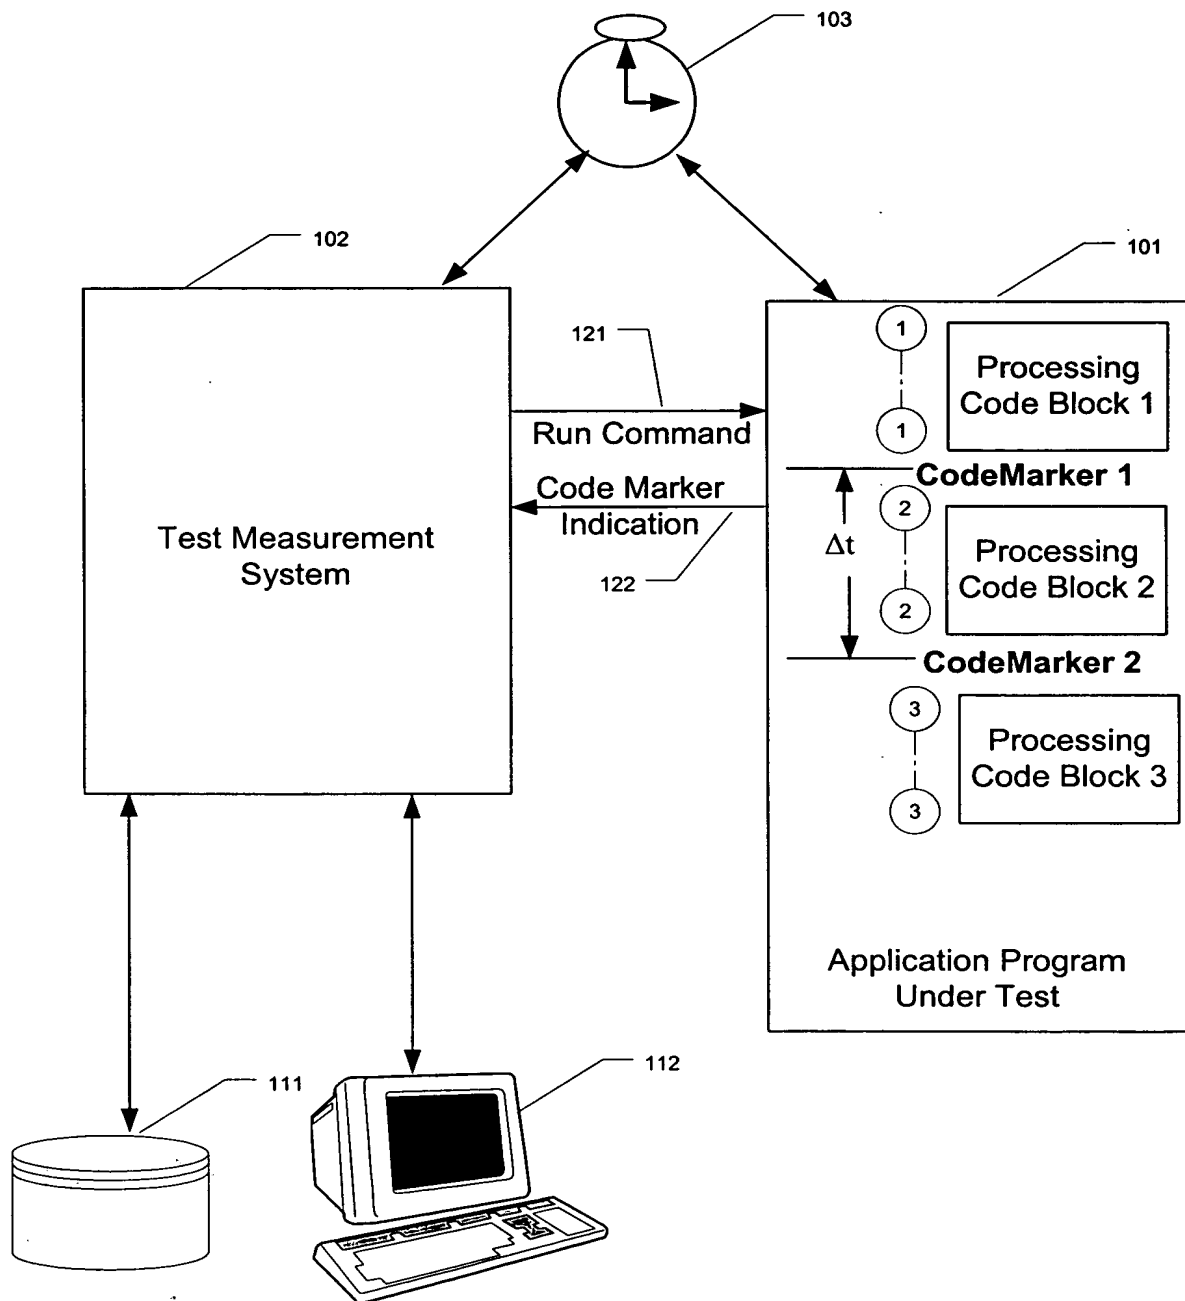 103
102
101
121
1
Processing
Code Block 1
1
Run Command
CodeMarker 1
Code Marker
Indication
2
Δt
Processing
Code Block 2
2
122
Test Measurement
System
CodeMarker 2
3
Processing
Code Block 3
3
Application Program
Under Test
111
112